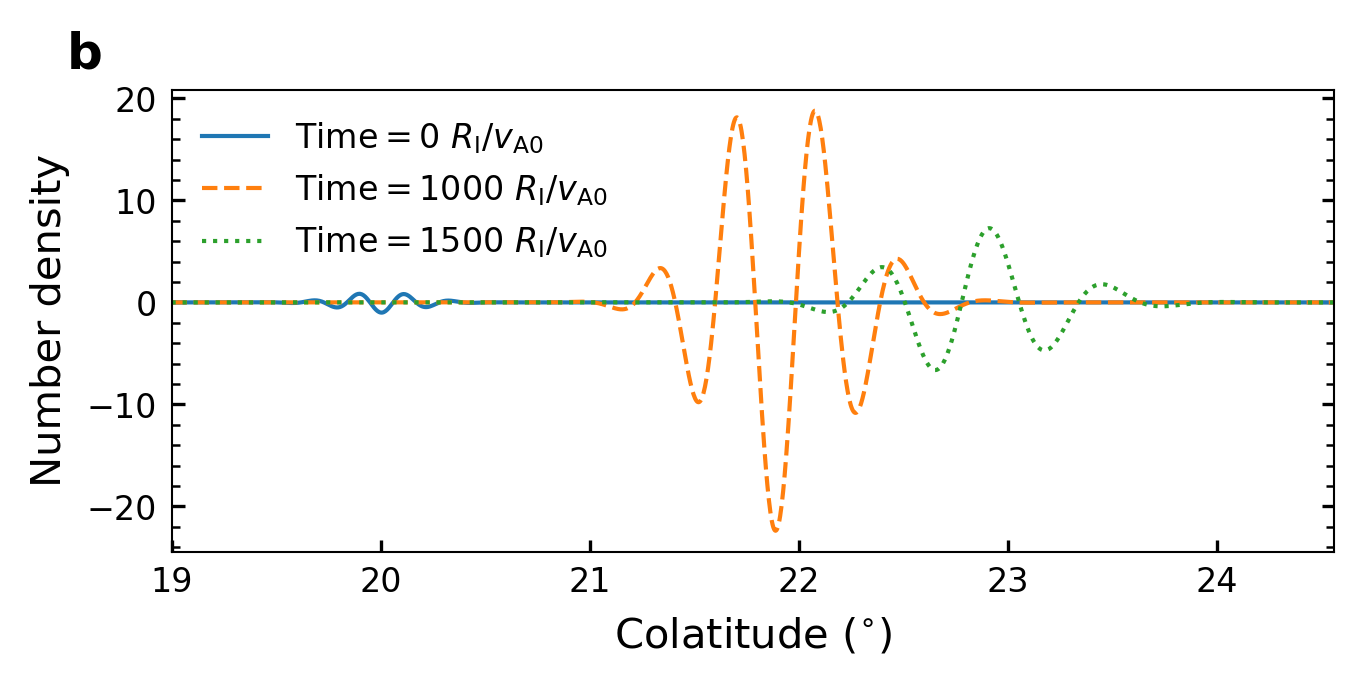 b
Number density
20
10
0
−10
−20
Time = 0 R_I/v_A0
Time = 1000 R_I/v_A0
Time = 1500 R_I/v_A0
19 20 21 22 23 24
Colatitude (°)